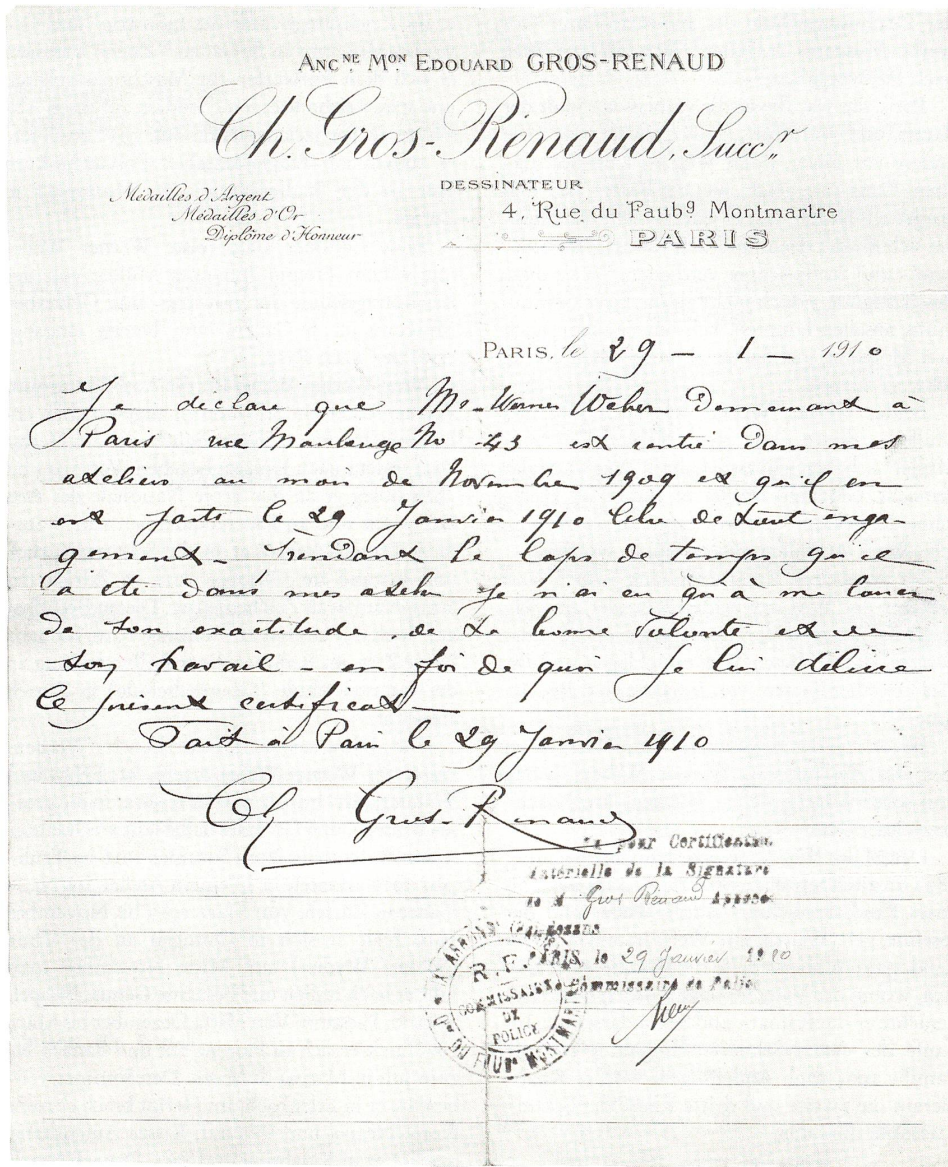 ANCNE MON EDOUARD GROS-RENAUD
Ch. Gros-Renaud, Succr.
DESSINATEUR
Médailles d'Argent
Médailles d'Or
Diplôme d'Honneur
4, Rue du Faubg Montmartre
PARIS
PARIS, le 29 – 1 – 1910
Je déclare que Mr. Werner Weber Demeurant à
Paris rue Maubeuge No 43 est entré Dans mes
ateliers au mois de Novembre 1909 et qu'il en
est sorti le 29 Janvier 1910 libre de tout enga-
gement – Pendant le laps de temps qu'il
a été dans mes atelier je n'ai eu qu'à me louer
de son exactitude, de sa bonne volonté et de
son travail – en foi de quoi Je lui délivre
le présent certificat –
Fait à Paris le 29 Janvier 1910
Ch Gros-Renaud
pour Certification
matérielle de la Signature
de M Gros Renaud Apposée
PARIS, le 29 Janvier 1910
Commissaire de Police
R. F.
COMMISSAIRE
DE
POLICE
DU FAUBG MONTMARTRE